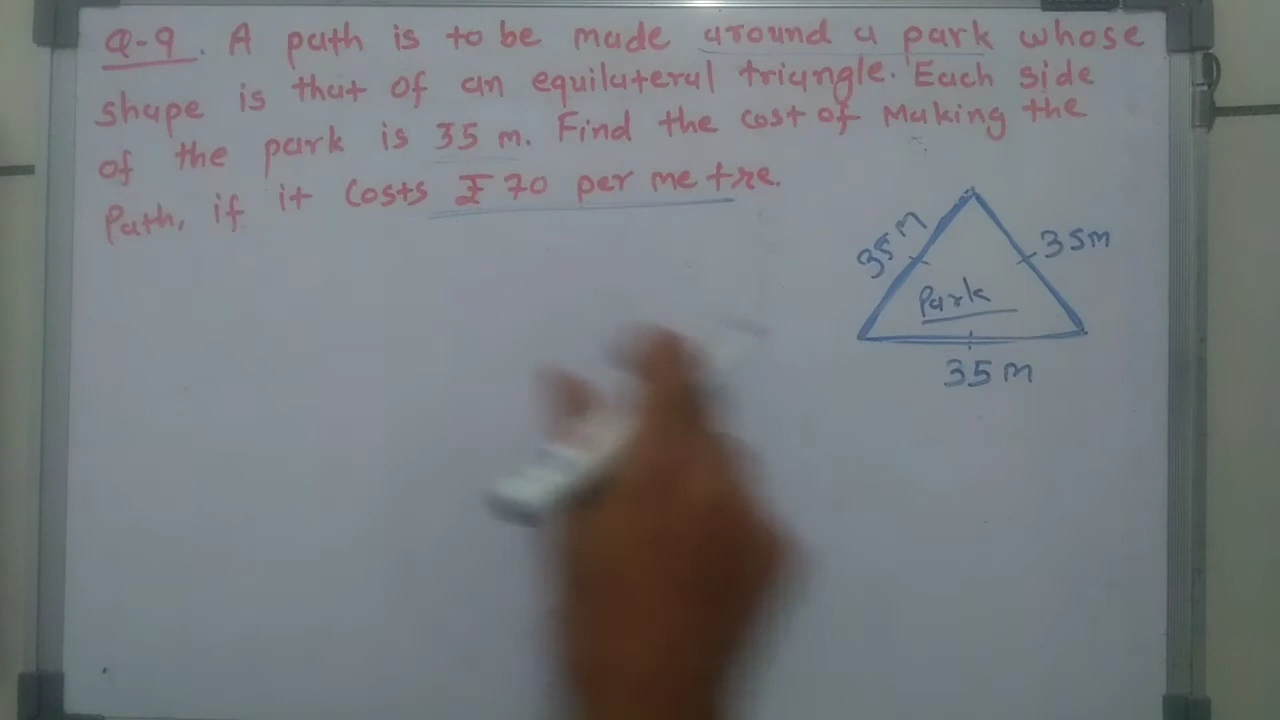 Q-9. A path is to be made around a park whose
shape is that of an equilateral triangle. Each side
of the park is 35 m. Find the cost of Making the
Path, if it Costs ₹ 70 per metre.
35 m
35m
Park
35 m